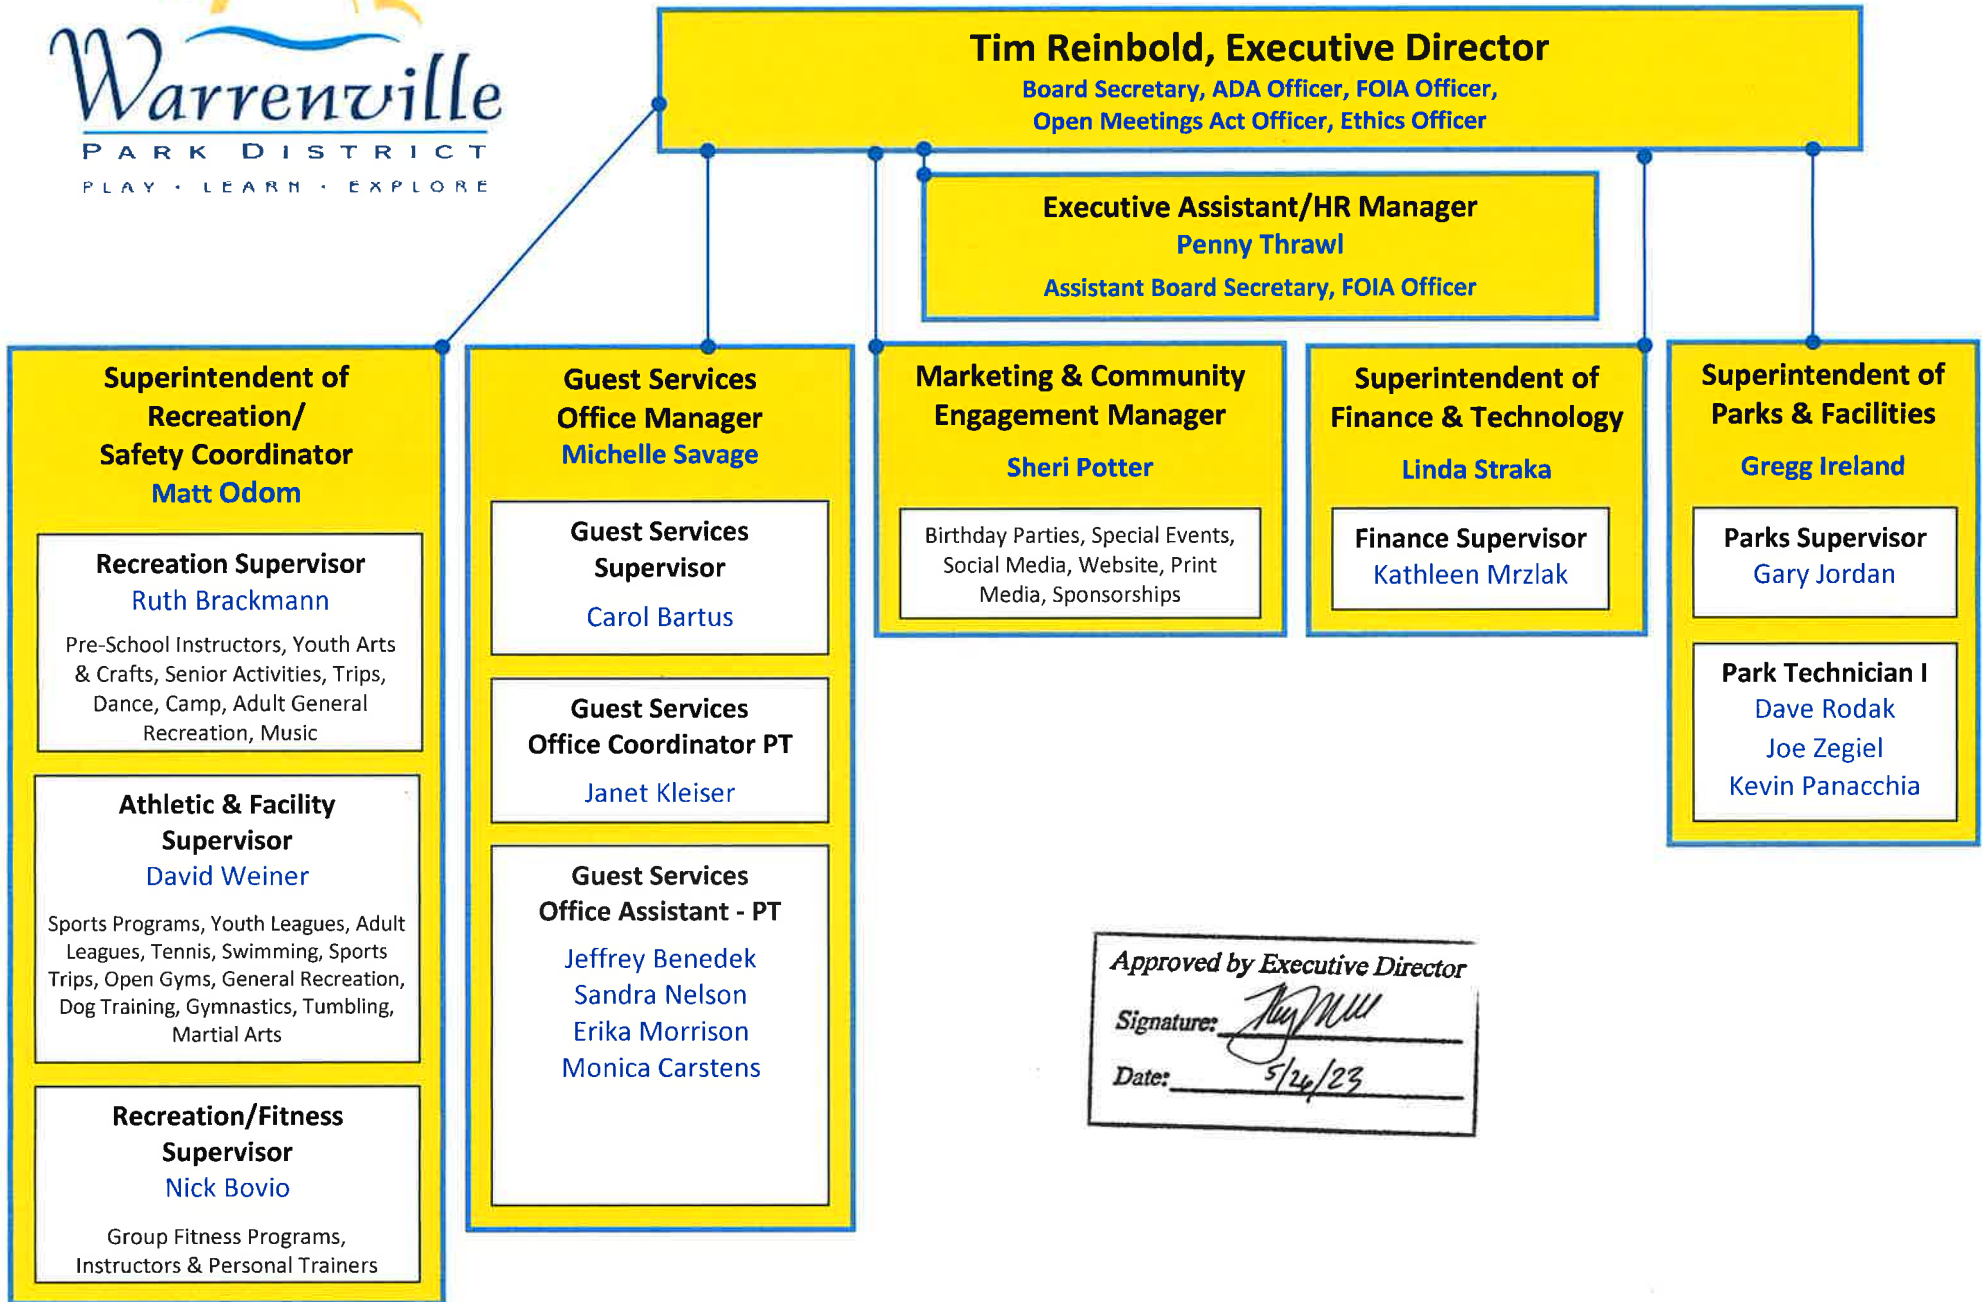 Warrenville
PARK DISTRICT
PLAY • LEARN • EXPLORE
Tim Reinbold, Executive Director
Board Secretary, ADA Officer, FOIA Officer,
Open Meetings Act Officer, Ethics Officer
Executive Assistant/HR Manager
Penny Thrawl
Assistant Board Secretary, FOIA Officer
Superintendent of
Recreation/
Safety Coordinator
Matt Odom
Recreation Supervisor
Ruth Brackmann
Pre-School Instructors, Youth Arts
& Crafts, Senior Activities, Trips,
Dance, Camp, Adult General
Recreation, Music
Athletic & Facility
Supervisor
David Weiner
Sports Programs, Youth Leagues, Adult
Leagues, Tennis, Swimming, Sports
Trips, Open Gyms, General Recreation,
Dog Training, Gymnastics, Tumbling,
Martial Arts
Recreation/Fitness
Supervisor
Nick Bovio
Group Fitness Programs,
Instructors & Personal Trainers
Guest Services
Office Manager
Michelle Savage
Guest Services
Supervisor
Carol Bartus
Guest Services
Office Coordinator PT
Janet Kleiser
Guest Services
Office Assistant - PT
Jeffrey Benedek
Sandra Nelson
Erika Morrison
Monica Carstens
Marketing & Community
Engagement Manager
Sheri Potter
Birthday Parties, Special Events,
Social Media, Website, Print
Media, Sponsorships
Superintendent of
Finance & Technology
Linda Straka
Finance Supervisor
Kathleen Mrzlak
Superintendent of
Parks & Facilities
Gregg Ireland
Parks Supervisor
Gary Jordan
Park Technician I
Dave Rodak
Joe Zegiel
Kevin Panacchia
Approved by Executive Director
Signature:
Date: 5/26/23